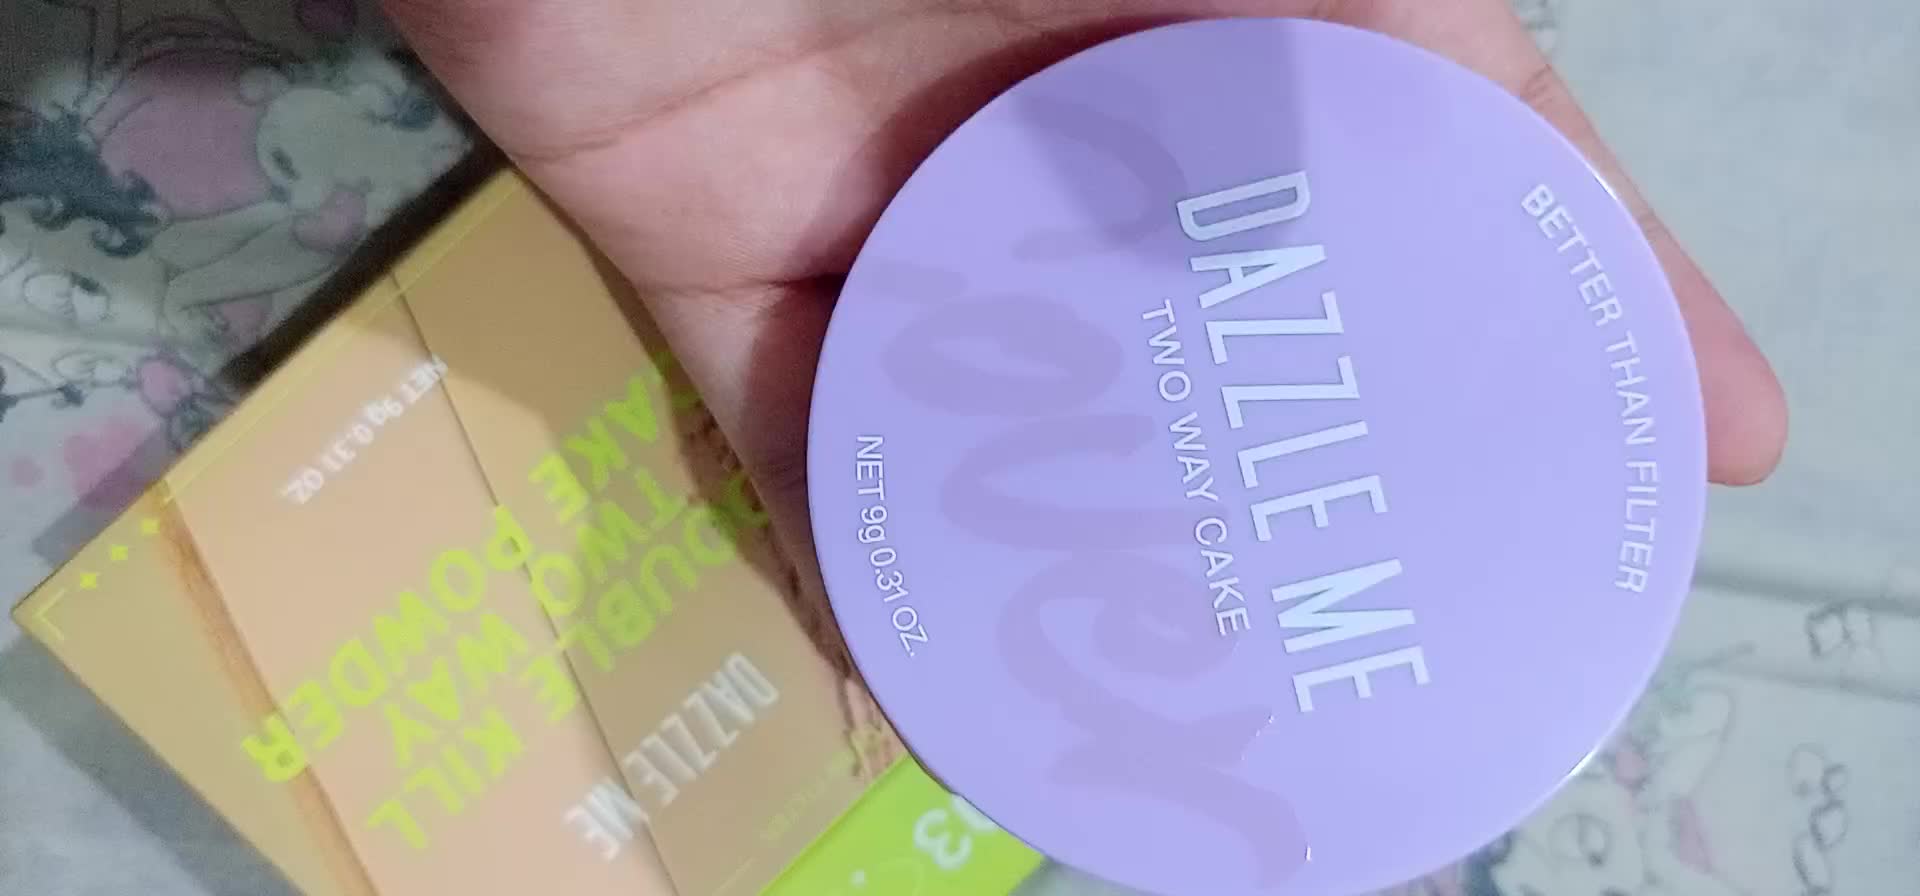 BETTER THAN FILTER
DAZZLE ME
TWO WAY CAKE
NET 9g 0.31 OZ.
DAZZLE ME
DOUBLE KILL
TWO WAY
CAKE POWDER
NET 9g 0.31 OZ.
03